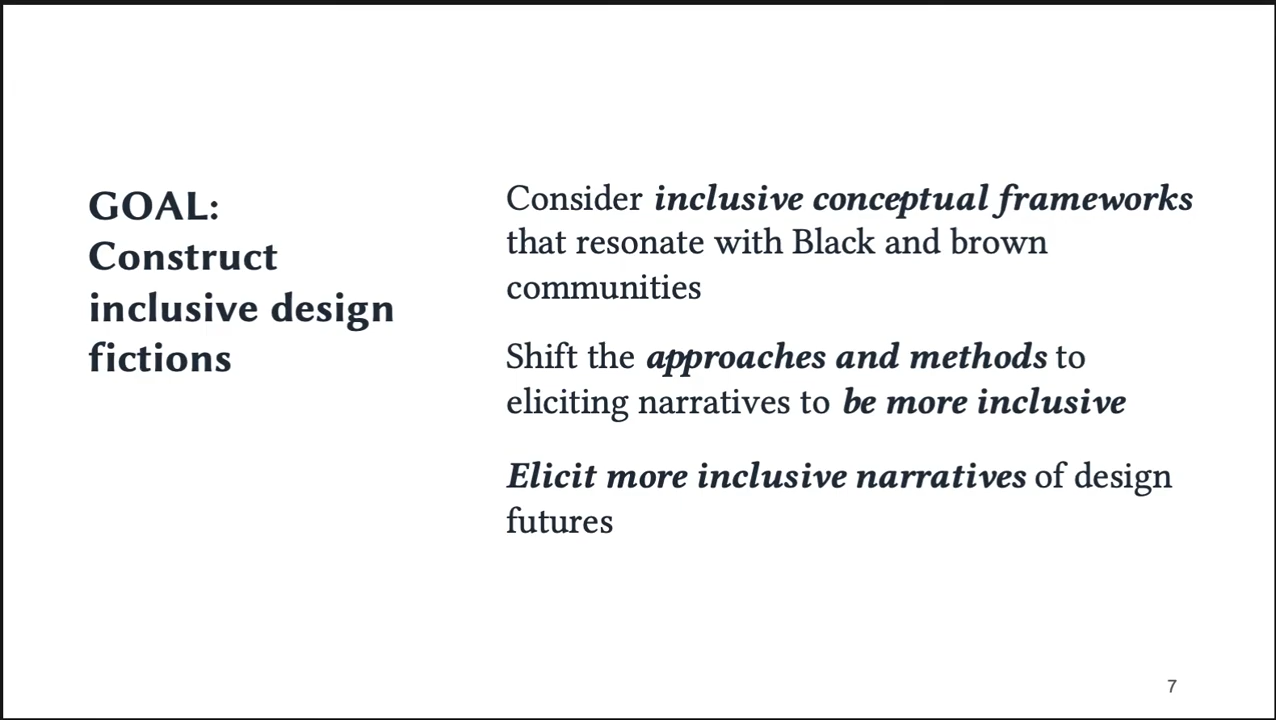 GOAL:
Construct
inclusive design
fictions
Consider inclusive conceptual frameworks
that resonate with Black and brown
communities
Shift the approaches and methods to
eliciting narratives to be more inclusive
Elicit more inclusive narratives of design
futures
7